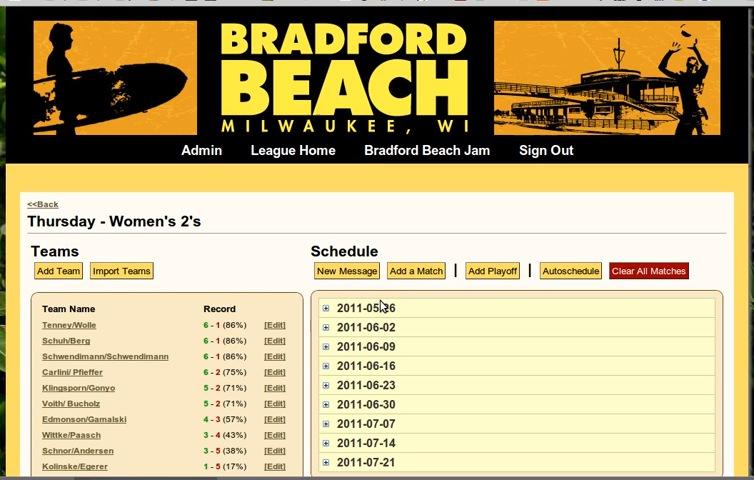 BRADFORD
BEACH
MILWAUKEE, WI
Admin League Home Bradford Beach Jam Sign Out
<<Back
Thursday - Women's 2's
Teams
Add Team Import Teams
Team Name Record
Tenney/Wolle 6 - 1 (86%) [Edit]
Schuh/Berg 6 - 1 (86%) [Edit]
Schwendimann/Schwendimann 6 - 1 (86%) [Edit]
Carlini/ Pfieffer 6 - 2 (75%) [Edit]
Klingsporn/Gonyo 5 - 2 (71%) [Edit]
Voith/ Bucholz 5 - 2 (71%) [Edit]
Edmonson/Gamalski 4 - 3 (57%) [Edit]
Wittke/Paasch 3 - 4 (43%) [Edit]
Schnor/Andersen 3 - 5 (38%) [Edit]
Kolinske/Egerer 1 - 5 (17%) [Edit]
Schedule
New Message Add a Match | Add Playoff | Autoschedule Clear All Matches
2011-05-26
2011-06-02
2011-06-09
2011-06-16
2011-06-23
2011-06-30
2011-07-07
2011-07-14
2011-07-21